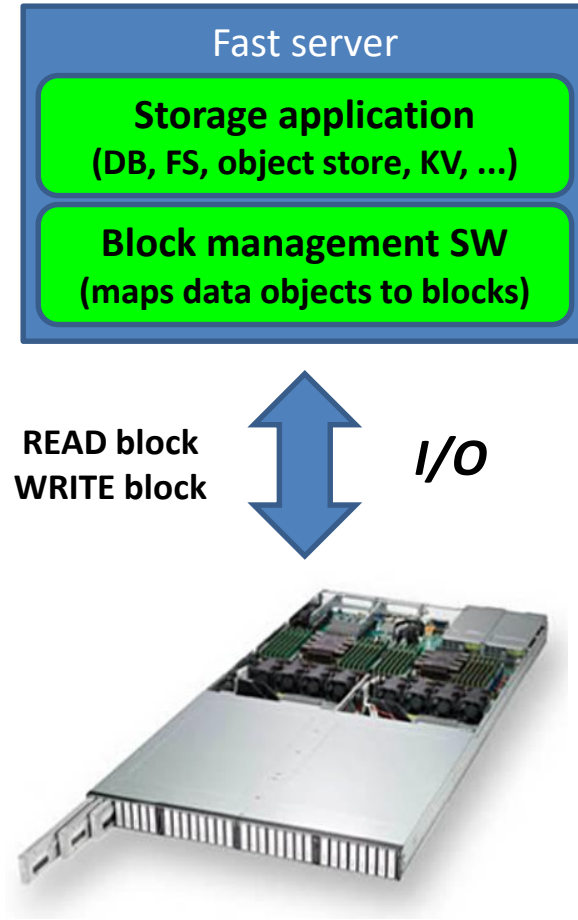 Fast server
Storage application
(DB, FS, object store, KV, ...)
Block management SW
(maps data objects to blocks)
READ block
WRITE block
I/O